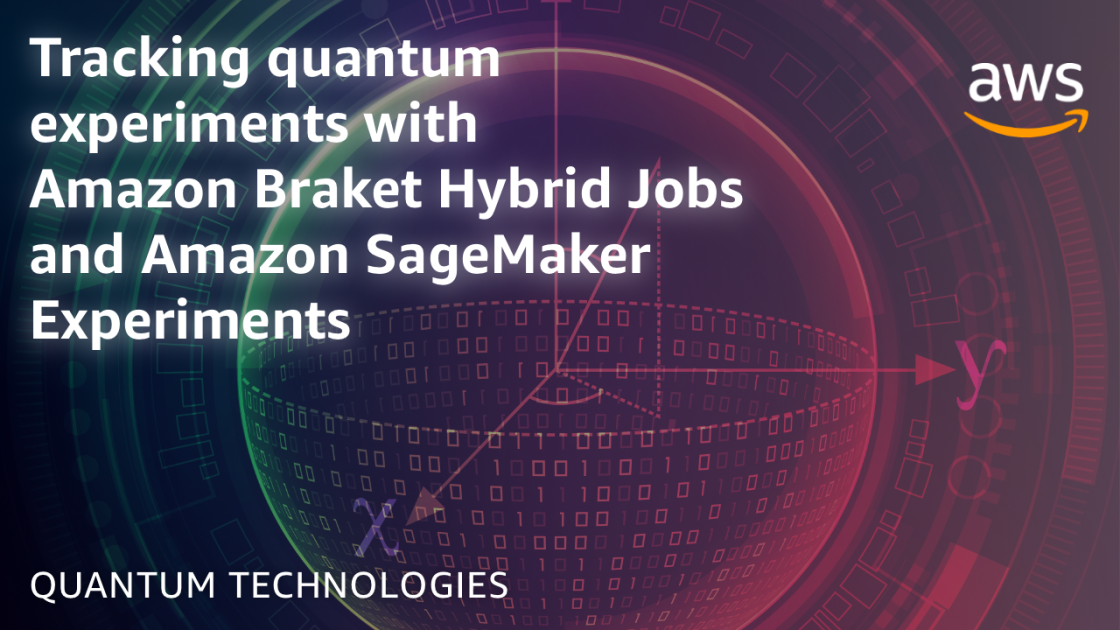 Tracking quantum
experiments with
Amazon Braket Hybrid Jobs
and Amazon SageMaker
Experiments
aws
y
x
QUANTUM TECHNOLOGIES